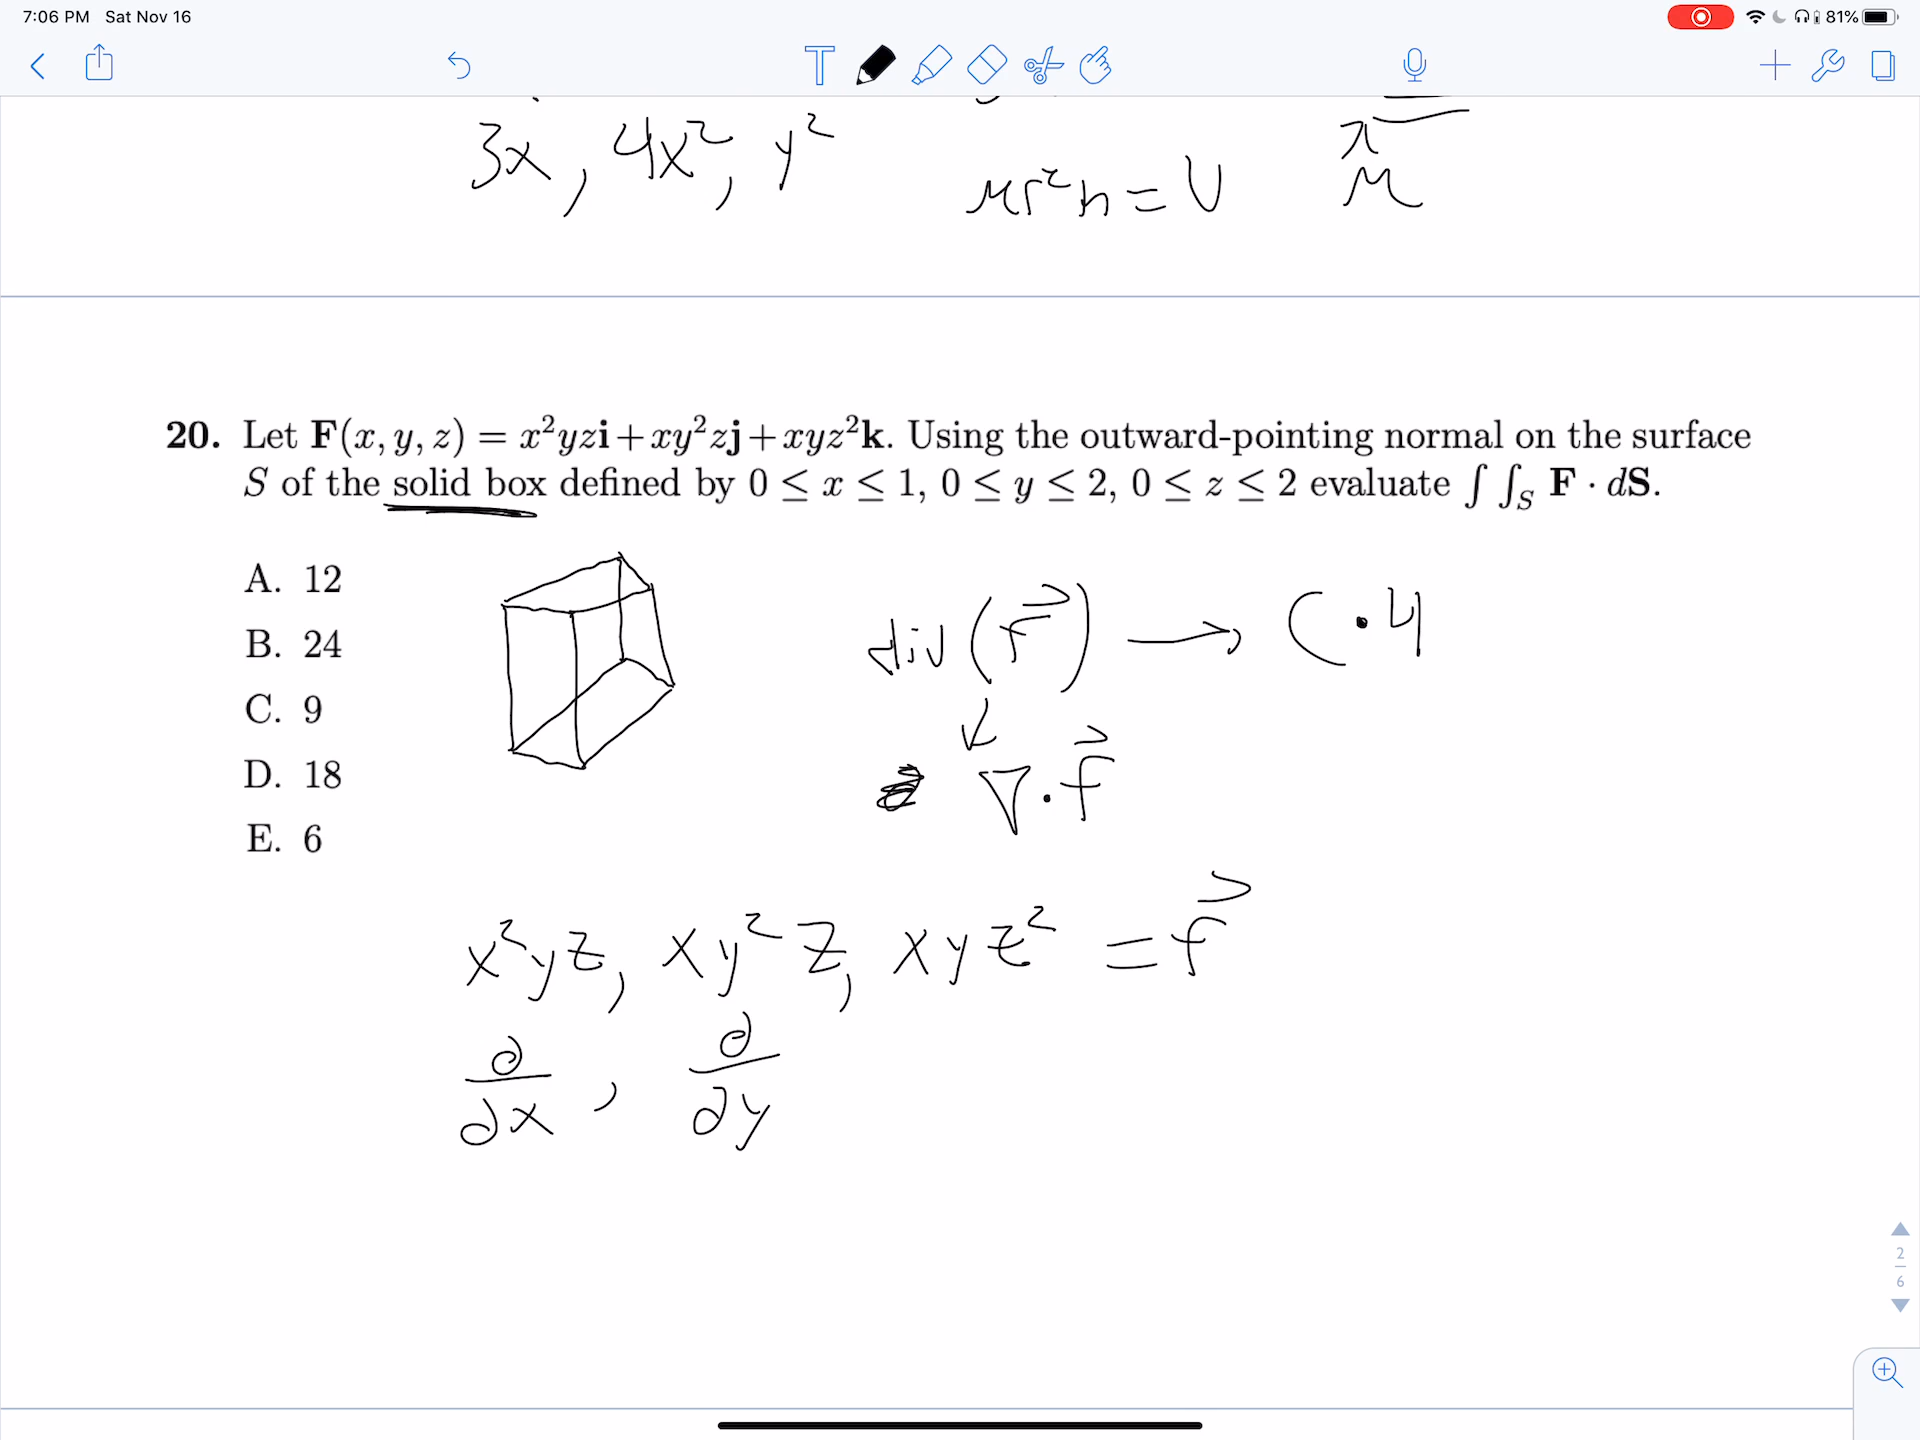 7:06 PM Sat Nov 16 81%
T
3x, 4x², y² πr²h = V π
20. Let F(x, y, z) = x²yzi+xy²zj+xyz²k. Using the outward-pointing normal on the surface
S of the solid box defined by 0 ≤ x ≤ 1, 0 ≤ y ≤ 2, 0 ≤ z ≤ 2 evaluate ∫ ∫_S F · dS.
A. 12
B. 24
C. 9
D. 18
E. 6
div(F⃗) → ( · 4
∇ · F⃗
x²yz, xy²z, xyz² = F⃗
∂/∂x , ∂/∂y
2
6